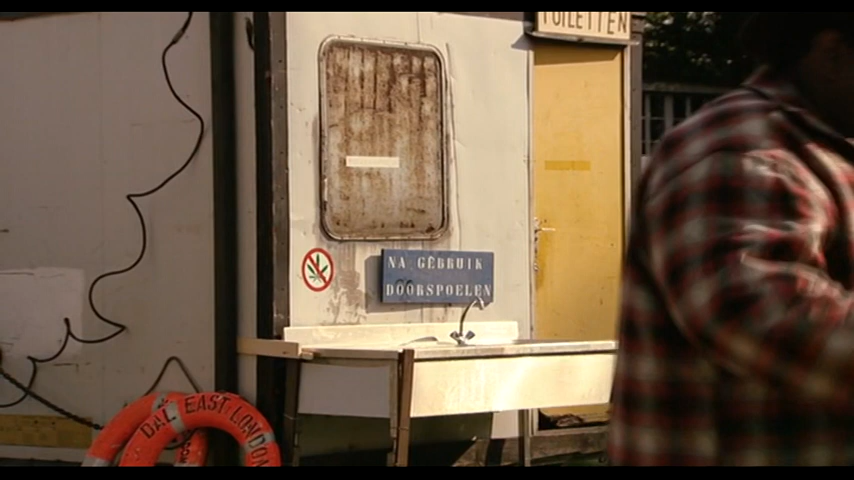 TOILETTEN
NA GEBRUIK
DOORSPOELEN
DAL EAST LONDON